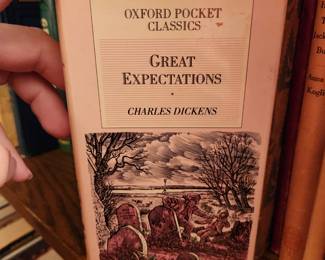 OXFORD POCKET
CLASSICS
GREAT
EXPECTATIONS
CHARLES DICKENS